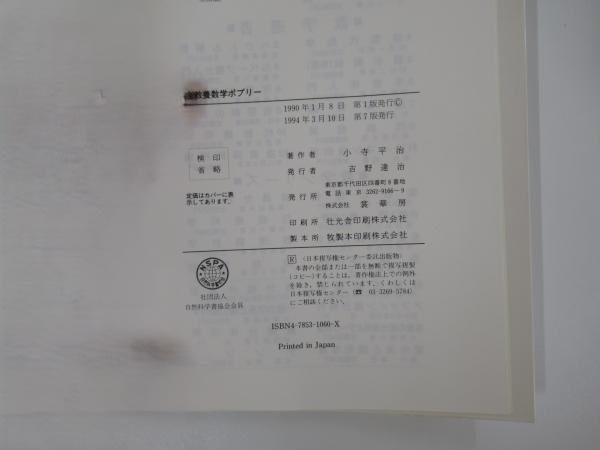 教養数学ポプリー
1990年1月8日 第1版発行©
1994年3月10日 第7版発行
検印
省略
定価はカバーに表
示してあります。
著作者 小寺平治
発行者 吉野達治
発行所 東京都千代田区四番町8番地
電話 東京 3262-9166~9
株式会社 裳華房
印刷所 壮光舎印刷株式会社
製本所 牧製本印刷株式会社
NSPA
社団法人
自然科学書協会会員
R 〈日本複写権センター委託出版物〉
本書の全部または一部を無断で複写複製
(コピー)することは、著作権法上での例外
を除き、禁じられています。くわしくは
日本複写権センター(☎ 03-3269-5784)
にご相談ください。
ISBN4-7853-1060-X
Printed in Japan